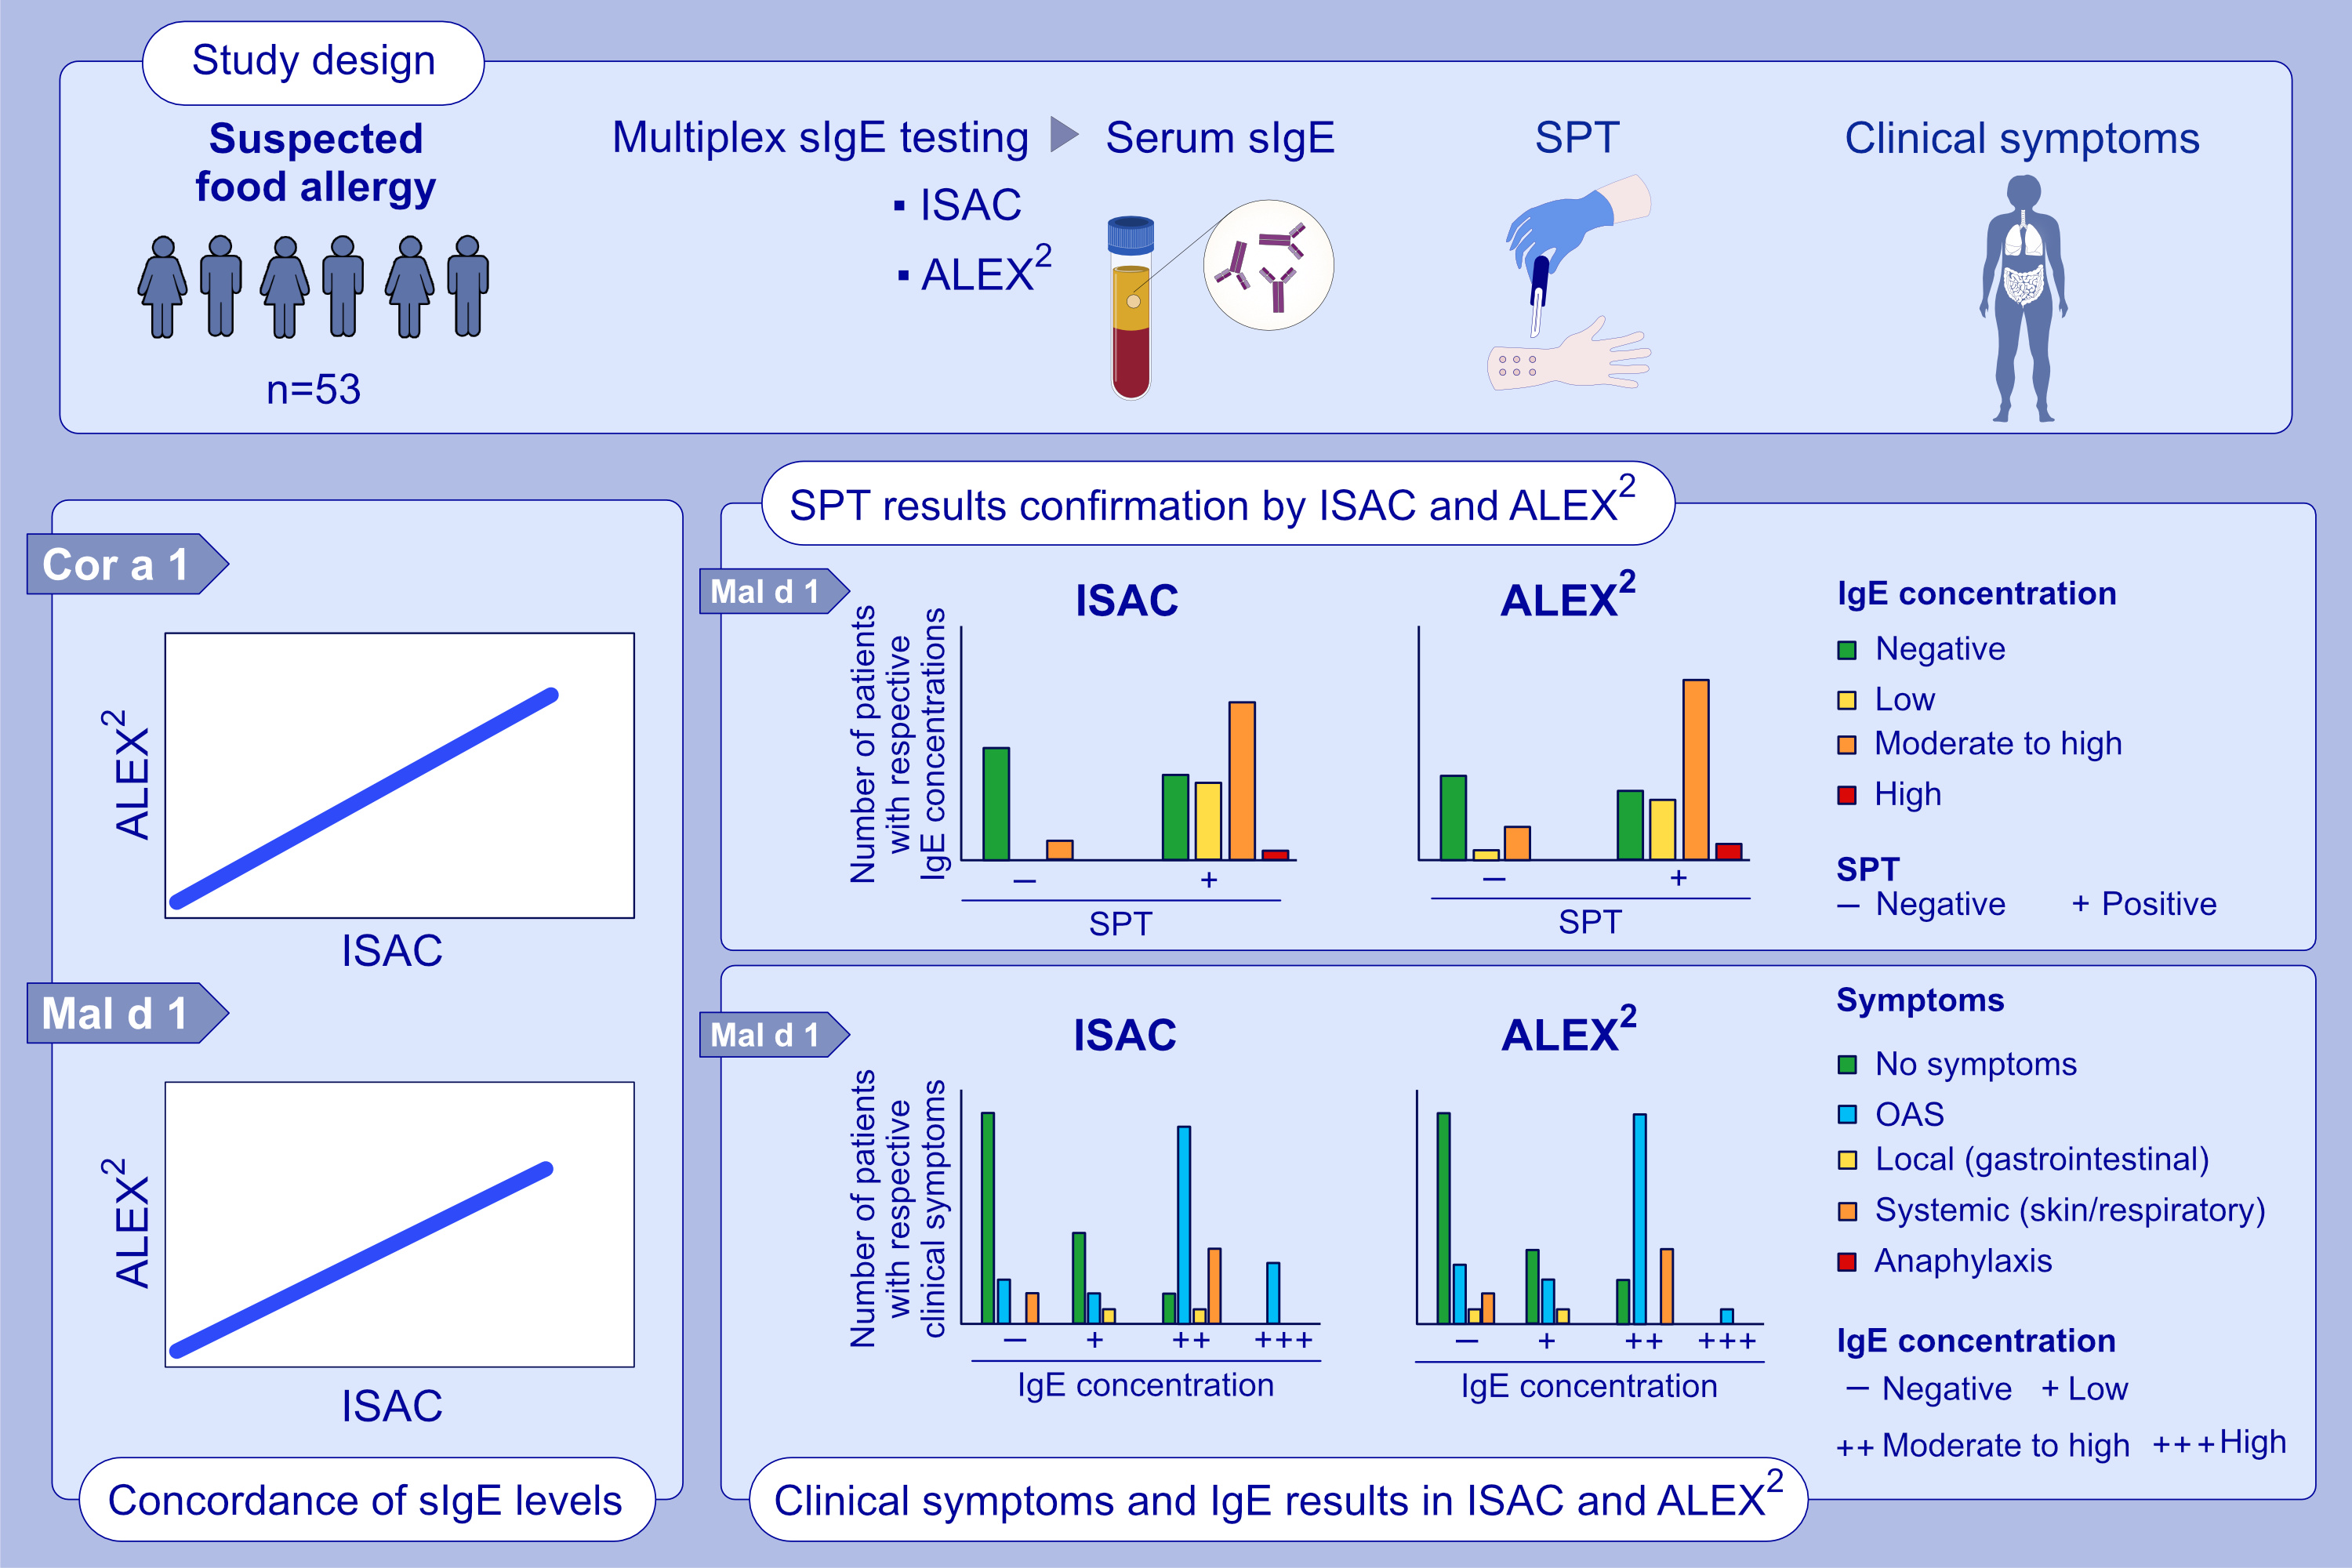 Study design
Suspected
food allergy
n=53
Multiplex sIgE testing
▪ ISAC
▪ ALEX²
Serum sIgE
SPT
Clinical symptoms
Cor a 1
ALEX²
ISAC
Mal d 1
ALEX²
ISAC
Concordance of sIgE levels
SPT results confirmation by ISAC and ALEX²
Mal d 1
Number of patients
with respective
IgE concentrations
ISAC
– +
SPT
ALEX²
– +
SPT
IgE concentration
Negative
Low
Moderate to high
High
SPT
– Negative + Positive
Mal d 1
Number of patients
with respective
clinical symptoms
ISAC
– + ++ +++
IgE concentration
ALEX²
– + ++ +++
IgE concentration
Symptoms
No symptoms
OAS
Local (gastrointestinal)
Systemic (skin/respiratory)
Anaphylaxis
IgE concentration
– Negative + Low
++ Moderate to high +++ High
Clinical symptoms and IgE results in ISAC and ALEX²